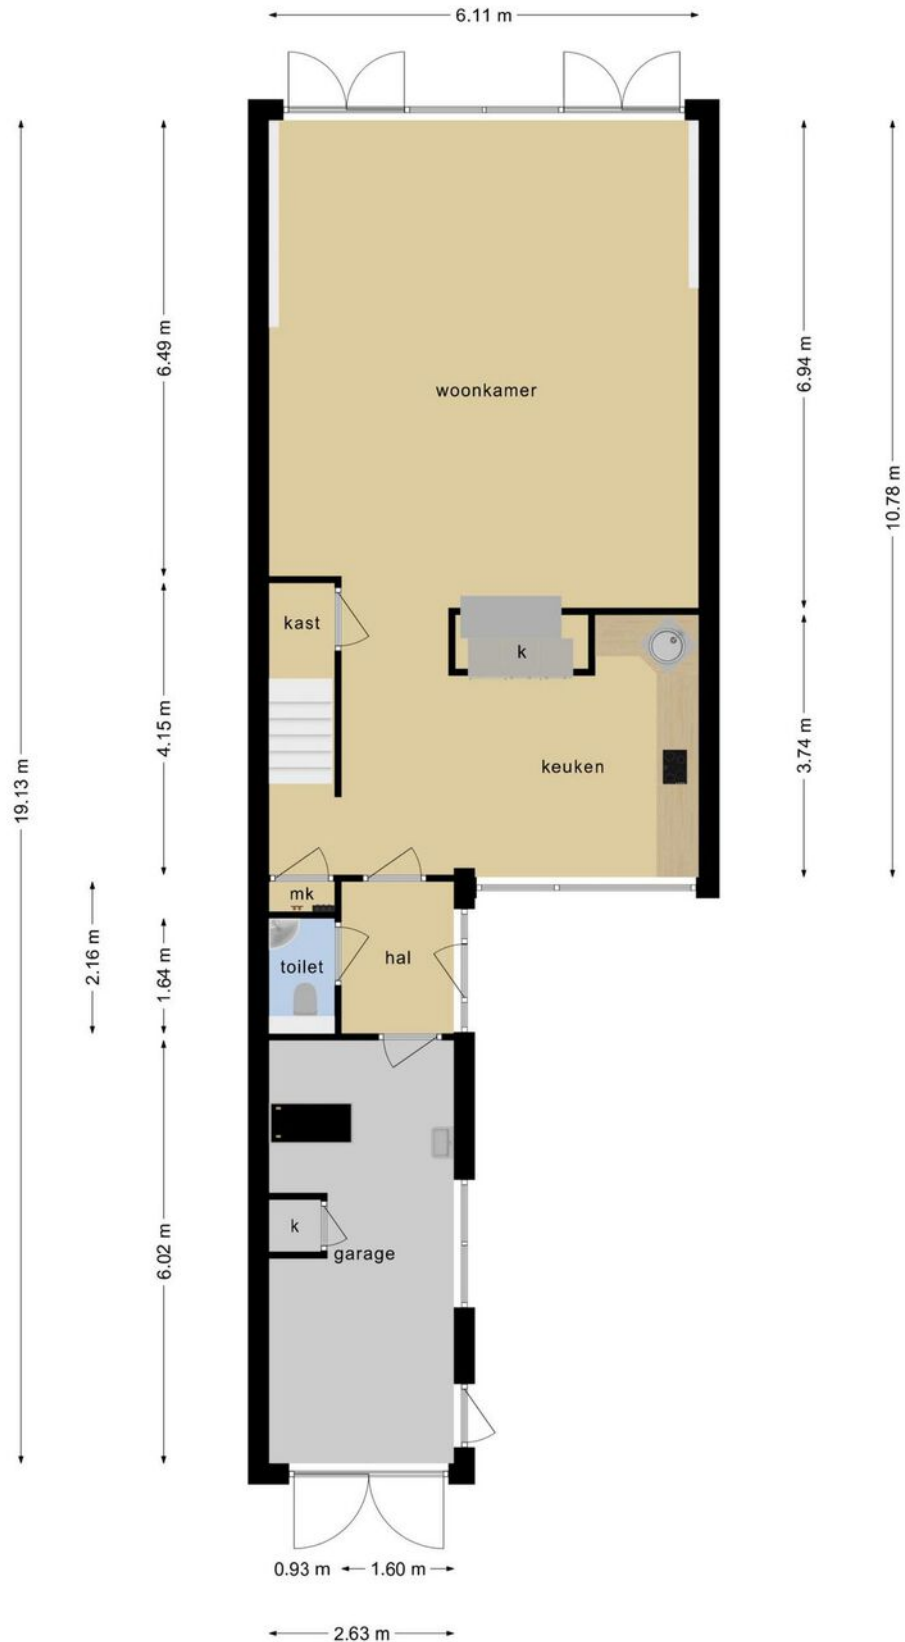 6.11 m
6.49 m
6.94 m
woonkamer
10.78 m
kast
k
4.15 m
3.74 m
keuken
19.13 m
mk
2.16 m
1.64 m
toilet
hal
6.02 m
k
garage
0.93 m
1.60 m
2.63 m